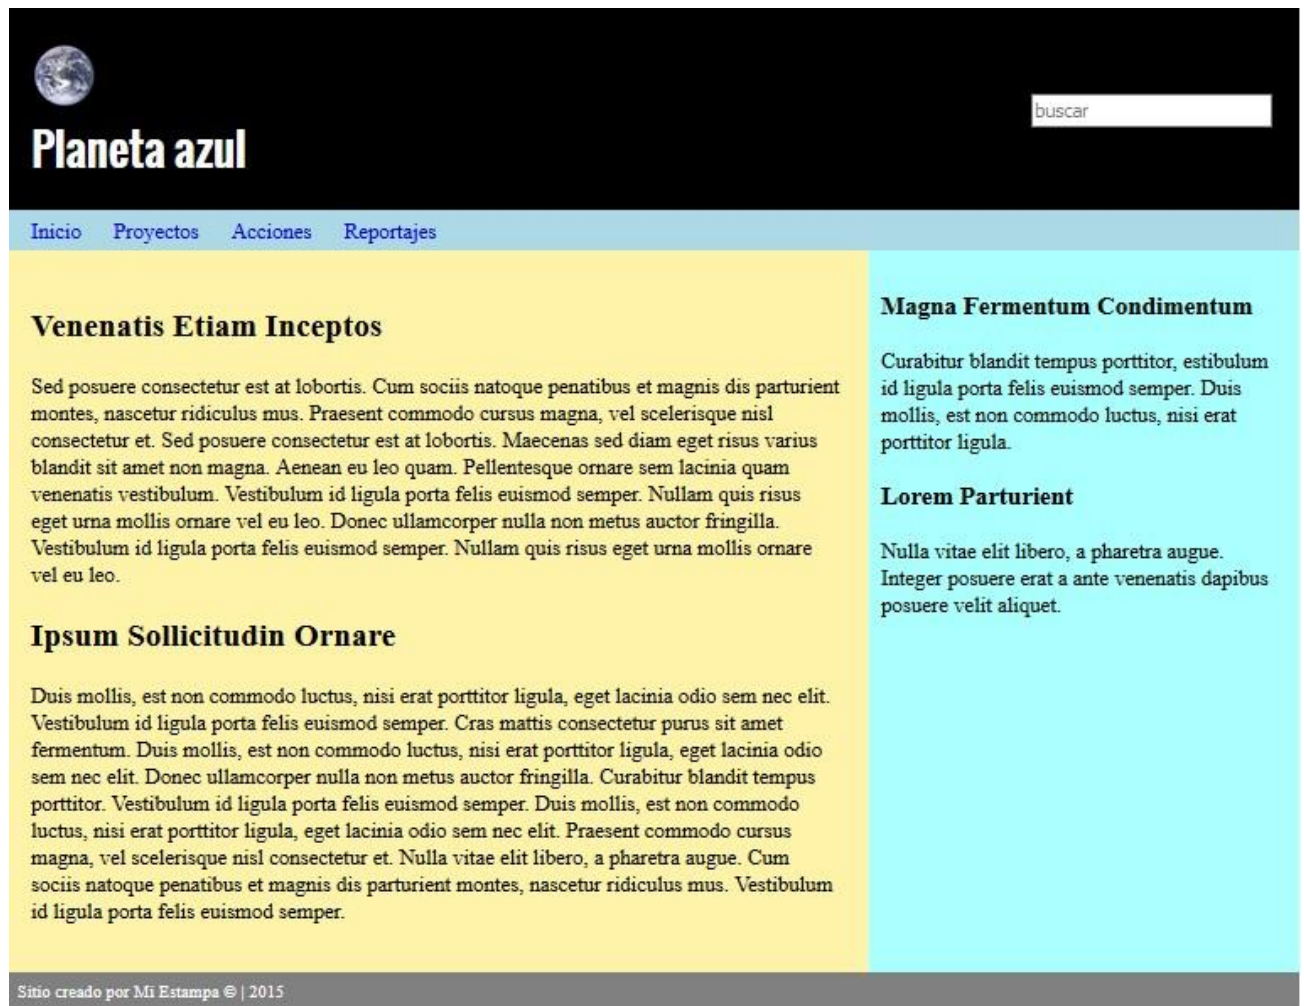 Planeta azul
buscar
Inicio Proyectos Acciones Reportajes
Venenatis Etiam Inceptos
Sed posuere consectetur est at lobortis. Cum sociis natoque penatibus et magnis dis parturient
montes, nascetur ridiculus mus. Praesent commodo cursus magna, vel scelerisque nisl
consectetur et. Sed posuere consectetur est at lobortis. Maecenas sed diam eget risus varius
blandit sit amet non magna. Aenean eu leo quam. Pellentesque ornare sem lacinia quam
venenatis vestibulum. Vestibulum id ligula porta felis euismod semper. Nullam quis risus
eget urna mollis ornare vel eu leo. Donec ullamcorper nulla non metus auctor fringilla.
Vestibulum id ligula porta felis euismod semper. Nullam quis risus eget urna mollis ornare
vel eu leo.
Ipsum Sollicitudin Ornare
Duis mollis, est non commodo luctus, nisi erat porttitor ligula, eget lacinia odio sem nec elit.
Vestibulum id ligula porta felis euismod semper. Cras mattis consectetur purus sit amet
fermentum. Duis mollis, est non commodo luctus, nisi erat porttitor ligula, eget lacinia odio
sem nec elit. Donec ullamcorper nulla non metus auctor fringilla. Curabitur blandit tempus
porttitor. Vestibulum id ligula porta felis euismod semper. Duis mollis, est non commodo
luctus, nisi erat porttitor ligula, eget lacinia odio sem nec elit. Praesent commodo cursus
magna, vel scelerisque nisl consectetur et. Nulla vitae elit libero, a pharetra augue. Cum
sociis natoque penatibus et magnis dis parturient montes, nascetur ridiculus mus. Vestibulum
id ligula porta felis euismod semper.
Magna Fermentum Condimentum
Curabitur blandit tempus porttitor, estibulum
id ligula porta felis euismod semper. Duis
mollis, est non commodo luctus, nisi erat
porttitor ligula.
Lorem Parturient
Nulla vitae elit libero, a pharetra augue.
Integer posuere erat a ante venenatis dapibus
posuere velit aliquet.
Sitio creado por Mi Estampa © | 2015